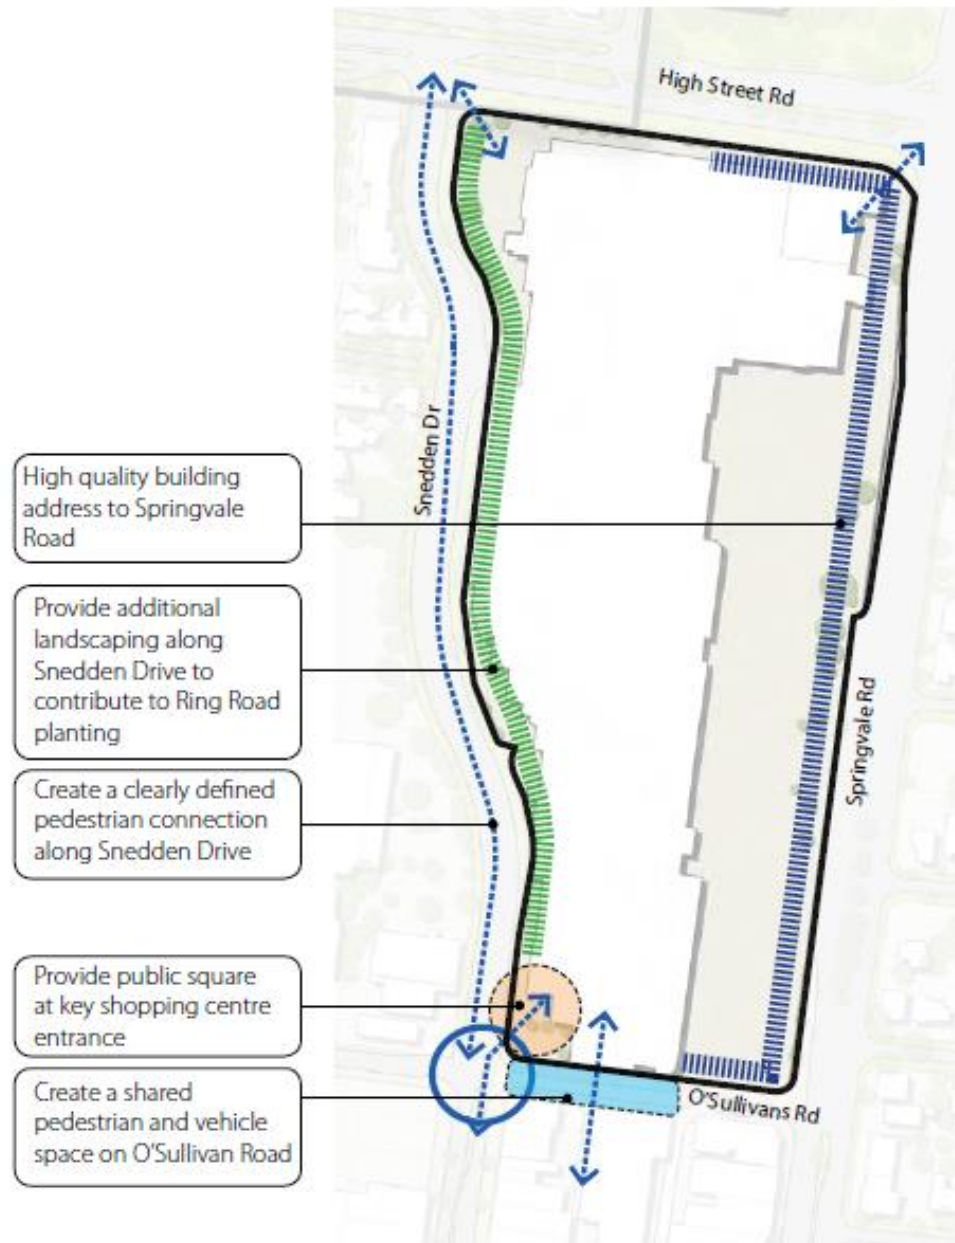 High Street Rd
Snedden Dr
High quality building
address to Springvale
Road
Provide additional
landscaping along
Snedden Drive to
contribute to Ring Road
planting
Springvale Rd
Create a clearly defined
pedestrian connection
along Snedden Drive
Provide public square
at key shopping centre
entrance
Create a shared
pedestrian and vehicle
space on O'Sullivan Road
O'Sullivans Rd